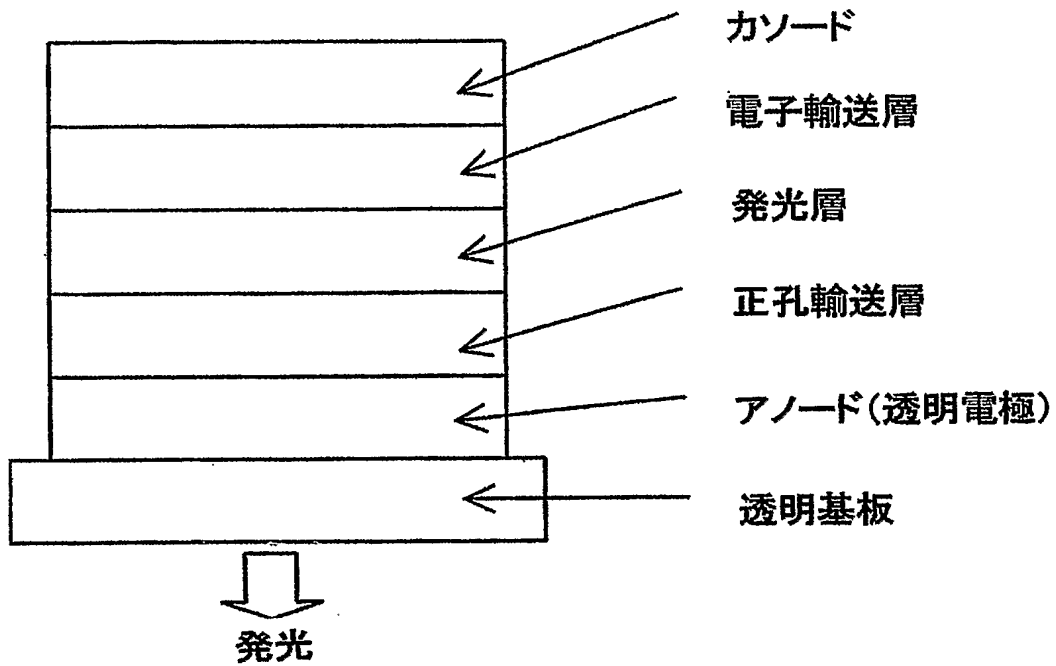 カソード
電子輸送層
発光層
正孔輸送層
アノード(透明電極)
透明基板
発光